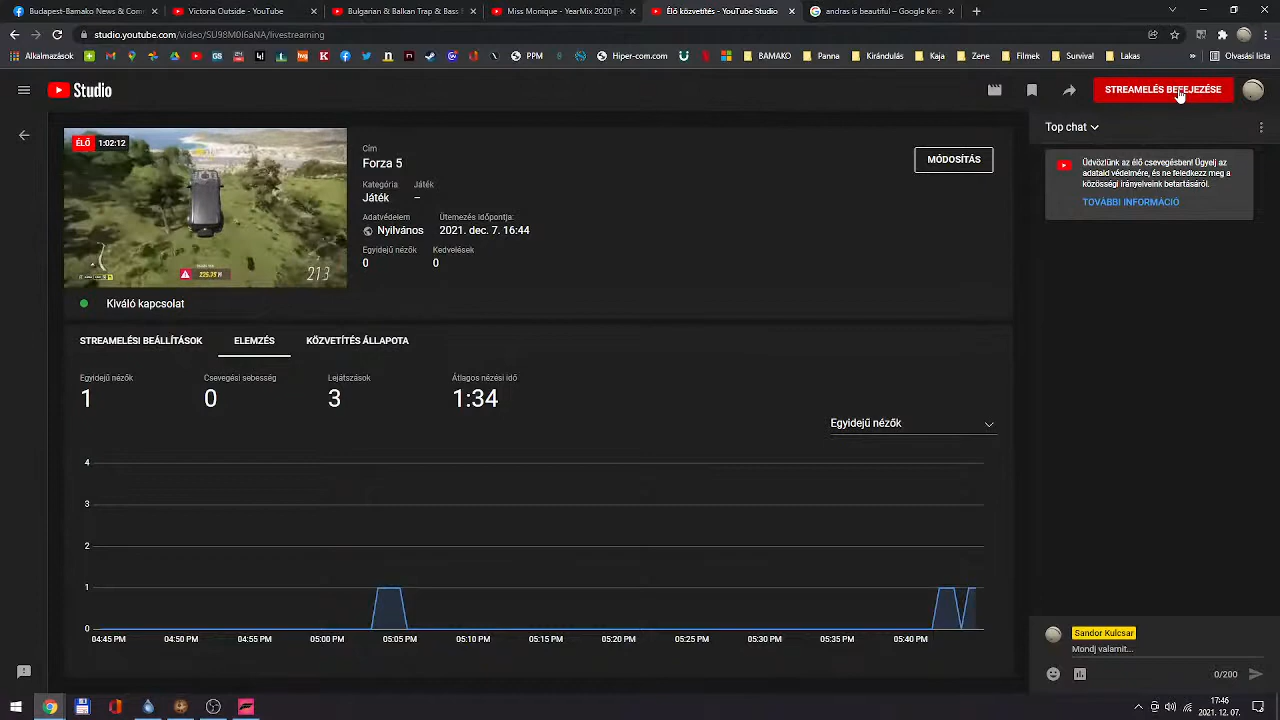 Budapest-Bamako News & Com
Victoria Outside - YouTube
Bulgarian & Balkan Trap & Bass
Miss Monique - YearMix 2020 [Pr
Élő közvetítés - YouTube Studio
andras is beautiful – Google Ker
studio.youtube.com/video/SU98M0I6aNA/livestreaming
Alkalmazások
GS
PPM
Hiper-com.com
BAMAKO
Panna
Kirándulás
Kaja
Zene
Filmek
Survival
Lakas
»
Olvasási lista
Studio
STREAMELÉS BEFEJEZÉSE
ÉLŐ 1:02:12
213
Cím
Forza 5
MÓDOSÍTÁS
Kategória Játék
Játék –
Adatvédelem Ütemezés időpontja:
Nyilvános 2021. dec. 7. 16:44
Egyidejű nézők Kedvelések
0 0
Kiváló kapcsolat
Top chat
Üdvözlünk az élő csevegésben! Ügyelj az
adataid védelmére, és ne feledkezz meg a
közösségi irányelveink betartásáról.
TOVÁBBI INFORMÁCIÓ
STREAMELÉSI BEÁLLÍTÁSOK ELEMZÉS KÖZVETÍTÉS ÁLLAPOTA
Egyidejű nézők Csevegési sebesség Lejátszások Átlagos nézési idő
1 0 3 1:34
Egyidejű nézők
4
3
2
1
0
04:45 PM 04:50 PM 04:55 PM 05:00 PM 05:05 PM 05:10 PM 05:15 PM 05:20 PM 05:25 PM 05:30 PM 05:35 PM 05:40 PM
Sandor Kulcsar
Mondj valamit...
0/200
17:46
2021. 12. 07.